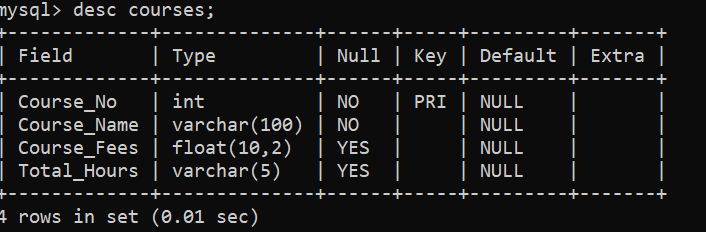 mysql> desc courses;
+-------------+--------------+------+-----+---------+-------+
| Field       | Type         | Null | Key | Default | Extra |
+-------------+--------------+------+-----+---------+-------+
| Course_No   | int          | NO   | PRI | NULL    |       |
| Course_Name | varchar(100) | NO   |     | NULL    |       |
| Course_Fees | float(10,2)  | YES  |     | NULL    |       |
| Total_Hours | varchar(5)   | YES  |     | NULL    |       |
+-------------+--------------+------+-----+---------+-------+
4 rows in set (0.01 sec)